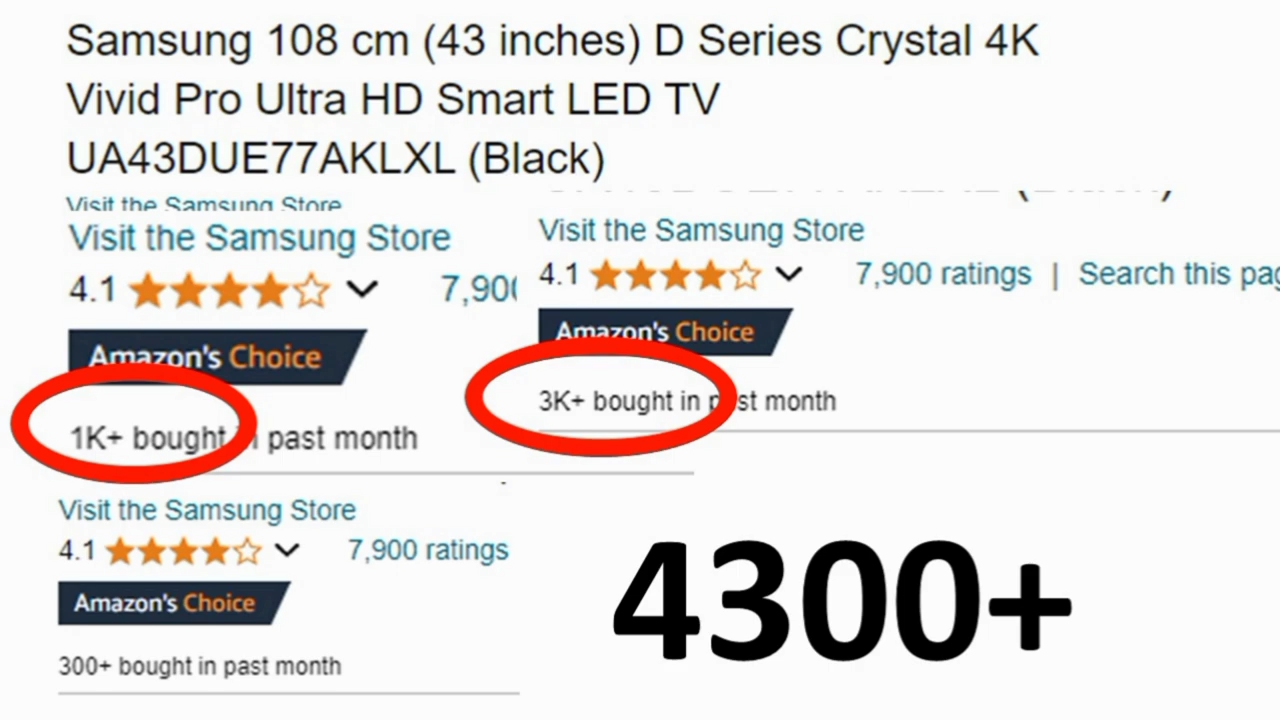 Samsung 108 cm (43 inches) D Series Crystal 4K
Vivid Pro Ultra HD Smart LED TV
UA43DUE77AKLXL (Black)
Visit the Samsung Store
Visit the Samsung Store
4.1
Amazon's Choice
1K+ bought in past month
Visit the Samsung Store
4.1 7,900 ratings | Search this
Amazon's Choice
3K+ bought in past month
Visit the Samsung Store
4.1 7,900 ratings
Amazon's Choice
300+ bought in past month
4300+